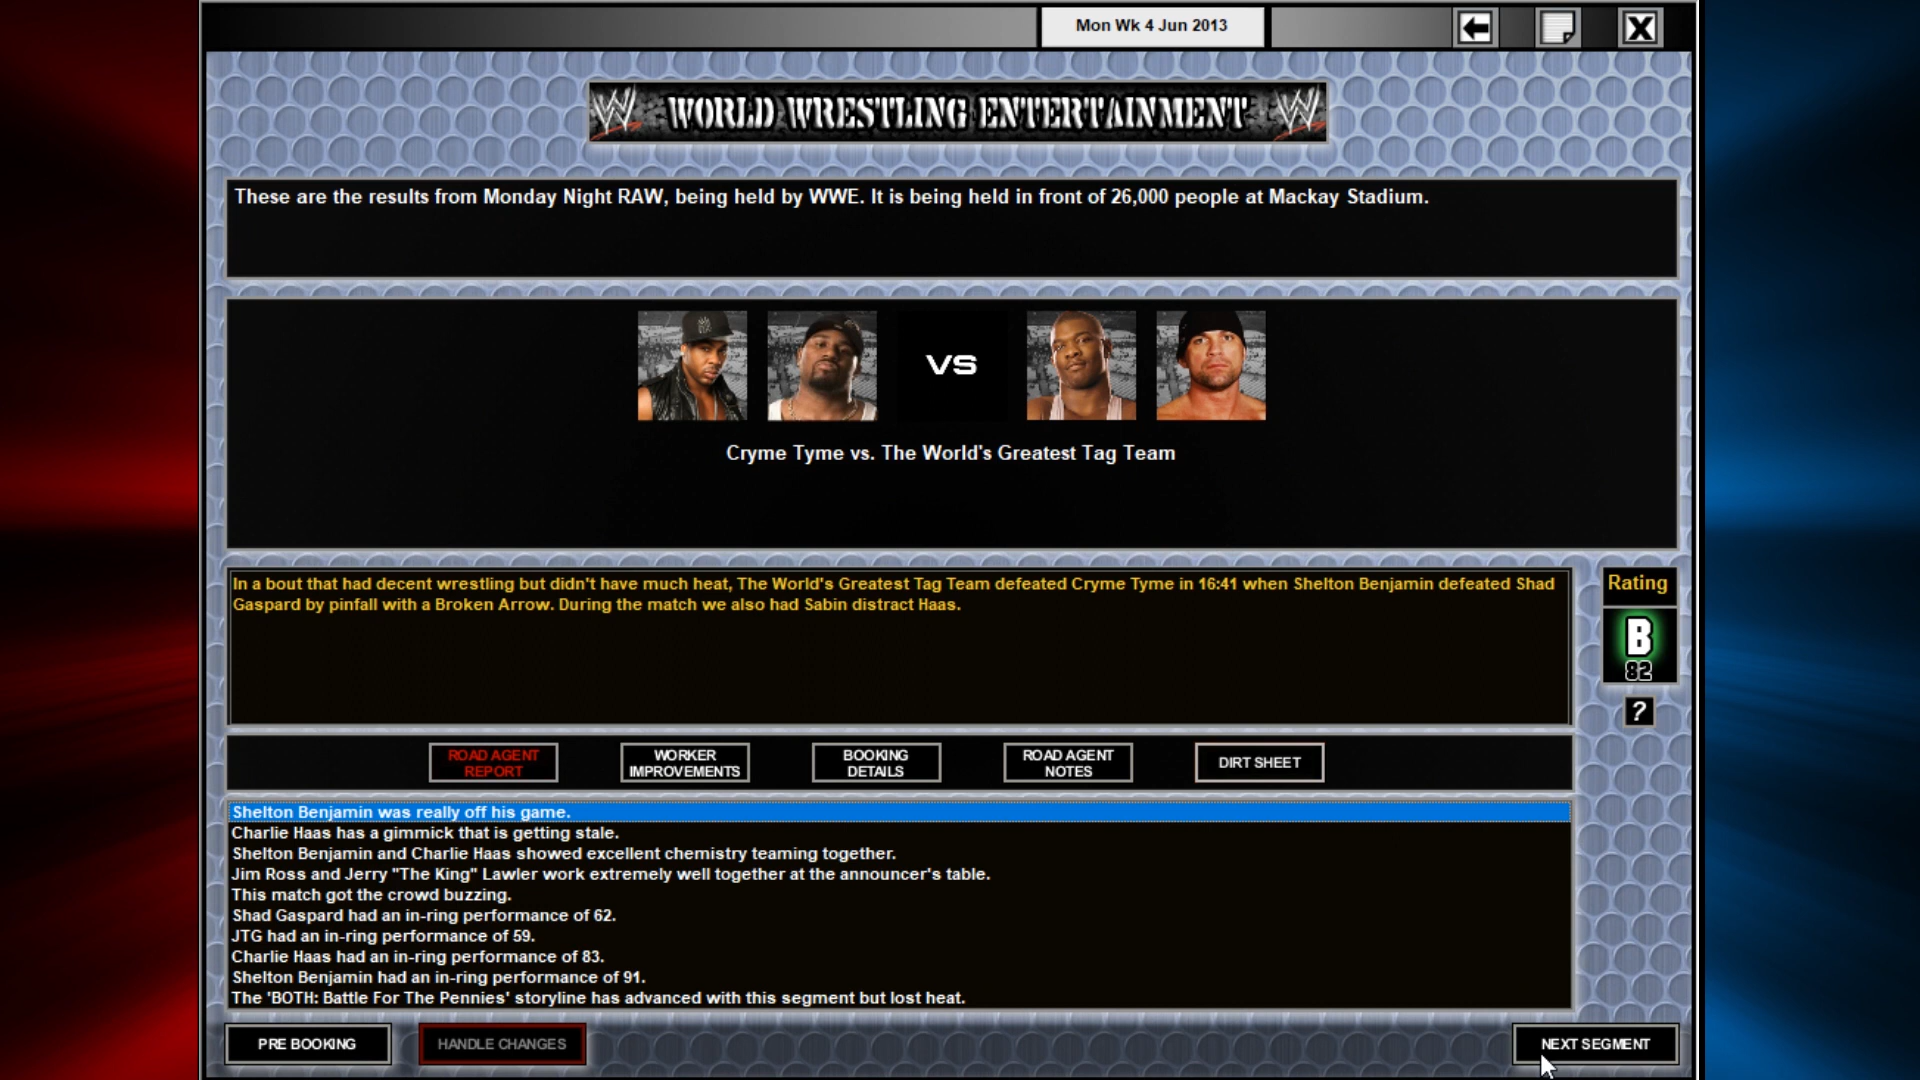 Mon Wk 4 Jun 2013
WORLD WRESTLING ENTERTAINMENT
These are the results from Monday Night RAW, being held by WWE. It is being held in front of 26,000 people at Mackay Stadium.
VS
Cryme Tyme vs. The World's Greatest Tag Team
In a bout that had decent wrestling but didn't have much heat, The World's Greatest Tag Team defeated Cryme Tyme in 16:41 when Shelton Benjamin defeated Shad
Gaspard by pinfall with a Broken Arrow. During the match we also had Sabin distract Haas.
Rating
B
82
?
ROAD AGENT
REPORT
WORKER
IMPROVEMENTS
BOOKING
DETAILS
ROAD AGENT
NOTES
DIRT SHEET
Shelton Benjamin was really off his game.
Charlie Haas has a gimmick that is getting stale.
Shelton Benjamin and Charlie Haas showed excellent chemistry teaming together.
Jim Ross and Jerry "The King" Lawler work extremely well together at the announcer's table.
This match got the crowd buzzing.
Shad Gaspard had an in-ring performance of 62.
JTG had an in-ring performance of 59.
Charlie Haas had an in-ring performance of 83.
Shelton Benjamin had an in-ring performance of 91.
The 'BOTH: Battle For The Pennies' storyline has advanced with this segment but lost heat.
PRE BOOKING
HANDLE CHANGES
NEXT SEGMENT